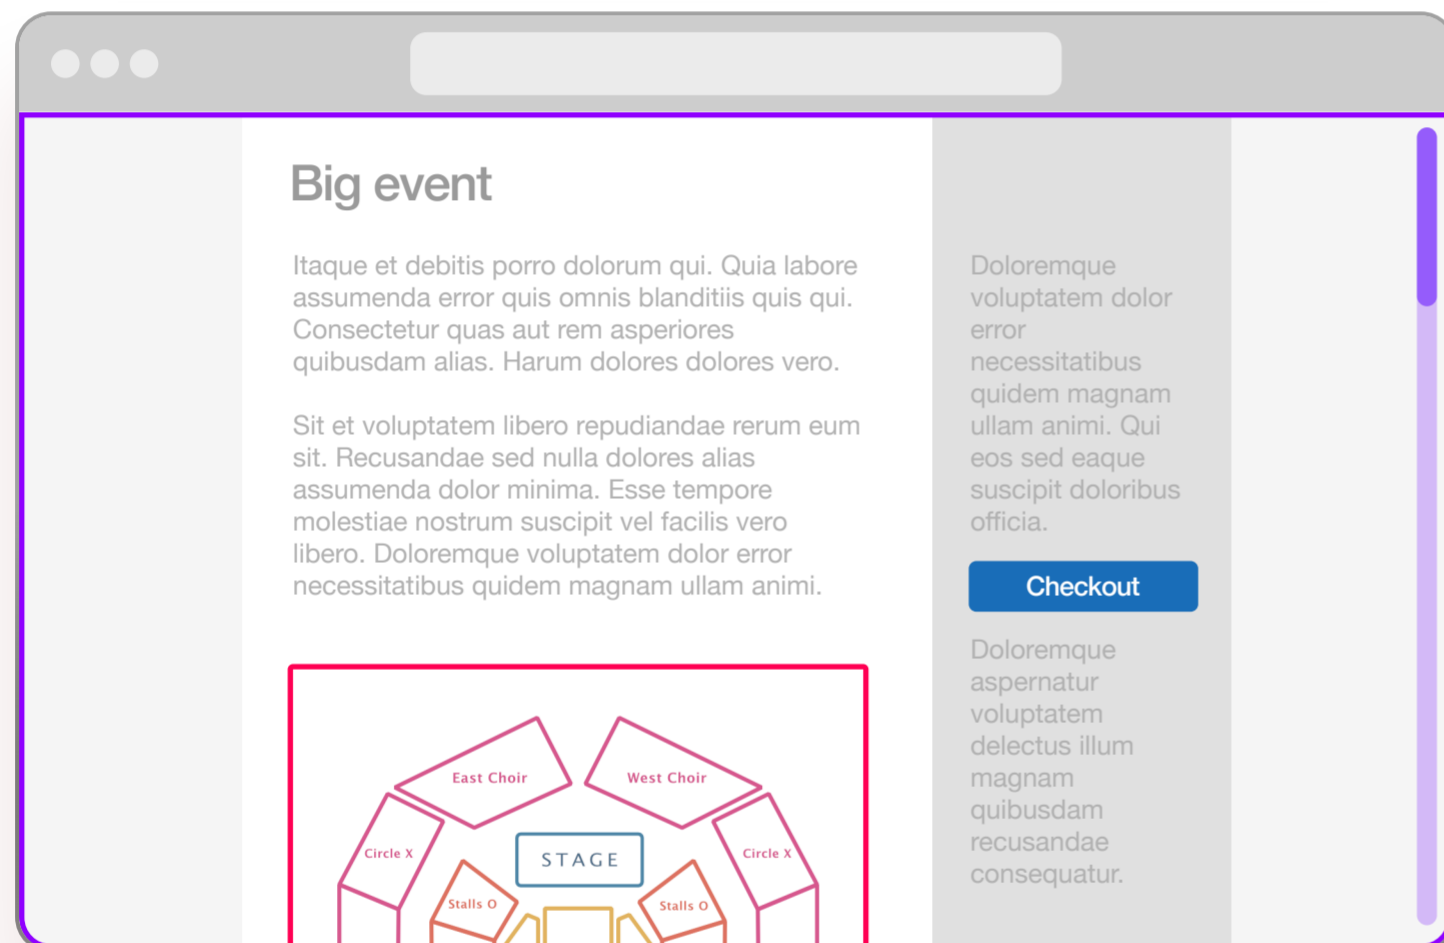 Big event
Itaque et debitis porro dolorum qui. Quia labore
assumenda error quis omnis blanditiis quis qui.
Consectetur quas aut rem asperiores
quibusdam alias. Harum dolores dolores vero.
Sit et voluptatem libero repudiandae rerum eum
sit. Recusandae sed nulla dolores alias
assumenda dolor minima. Esse tempore
molestiae nostrum suscipit vel facilis vero
libero. Doloremque voluptatem dolor error
necessitatibus quidem magnam ullam animi.
East Choir
West Choir
Circle X
STAGE
Circle X
Stalls O
Stalls O
Doloremque
voluptatem dolor
error
necessitatibus
quidem magnam
ullam animi. Qui
eos sed eaque
suscipit doloribus
officia.
Checkout
Doloremque
aspernatur
voluptatem
delectus illum
magnam
quibusdam
recusandae
consequatur.